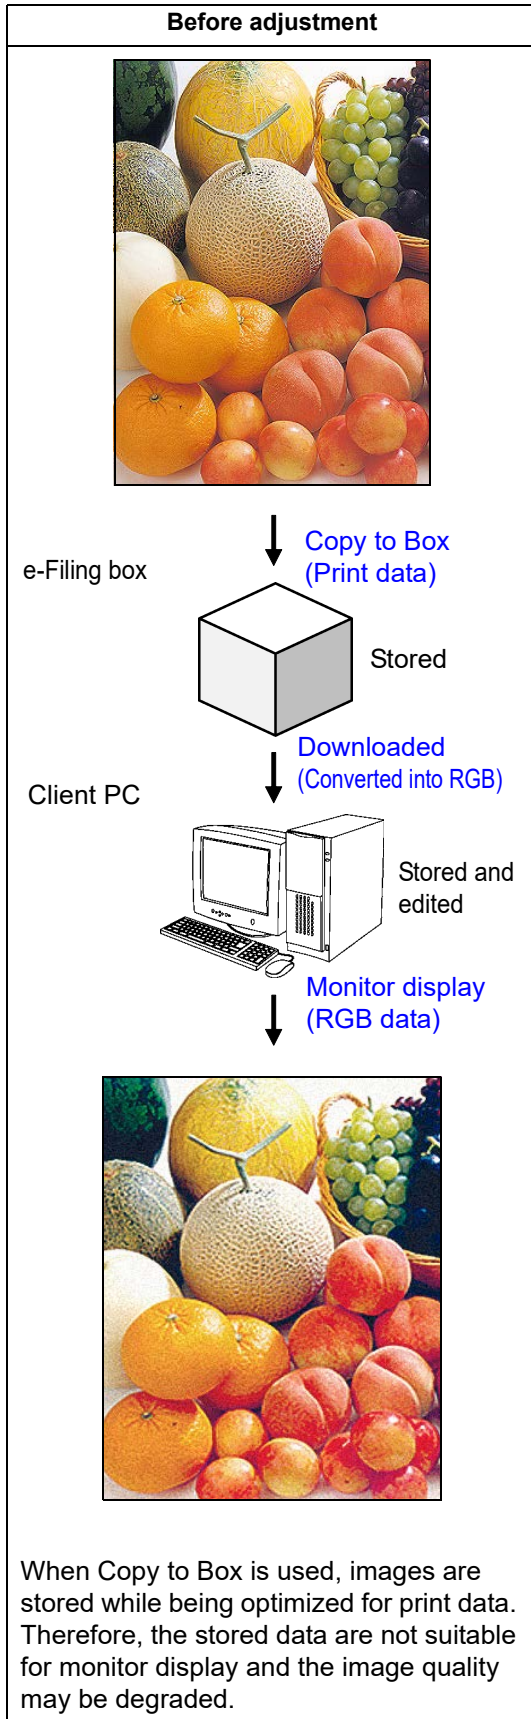 Before adjustment
Copy to Box
(Print data)
e-Filing box
Stored
Downloaded
(Converted into RGB)
Client PC
Stored and
edited
Monitor display
(RGB data)
When Copy to Box is used, images are
stored while being optimized for print data.
Therefore, the stored data are not suitable
for monitor display and the image quality
may be degraded.